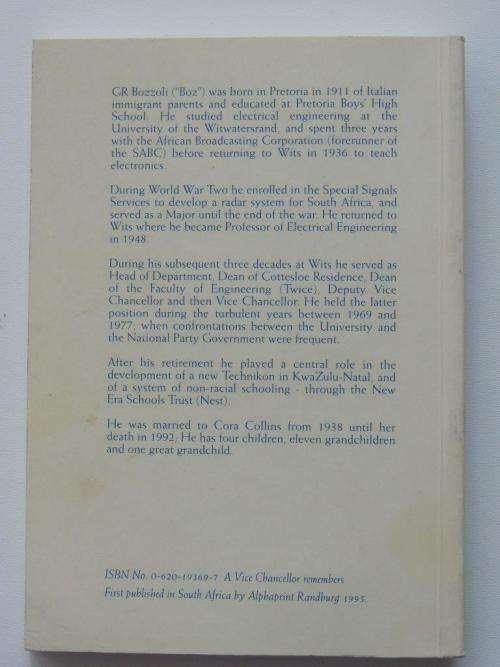 GR Bozzoli ("Boz") was born in Pretoria in 1911 of Italian
immigrant parents and educated at Pretoria Boys' High
School. He studied electrical engineering at the
University of the Witwatersrand, and spent three years
with the African Broadcasting Corporation (forerunner of
the SABC) before returning to Wits in 1936 to teach
electronics.
During World War Two he enrolled in the Special Signals
Services to develop a radar system for South Africa, and
served as a Major until the end of the war. He returned to
Wits where he became Professor of Electrical Engineering
in 1948.
During his subsequent three decades at Wits he served as
Head of Department, Dean of Cottesloe Residence, Dean
of the Faculty of Engineering (Twice), Deputy Vice
Chancellor and then Vice Chancellor. He held the latter
position during the turbulent years between 1969 and
1977, when confrontations between the University and
the National Party Government were frequent.
After his retirement he played a central role in the
development of a new Technikon in KwaZulu-Natal, and
of a system of non-racial schooling - through the New
Era Schools Trust (Nest).
He was married to Cora Collins from 1938 until her
death in 1992; He has four children, eleven grandchildren
and one great grandchild.
ISBN No. 0-620-19369-7 A Vice Chancellor remembers
First published in South Africa by Alphaprint Randburg 1995.